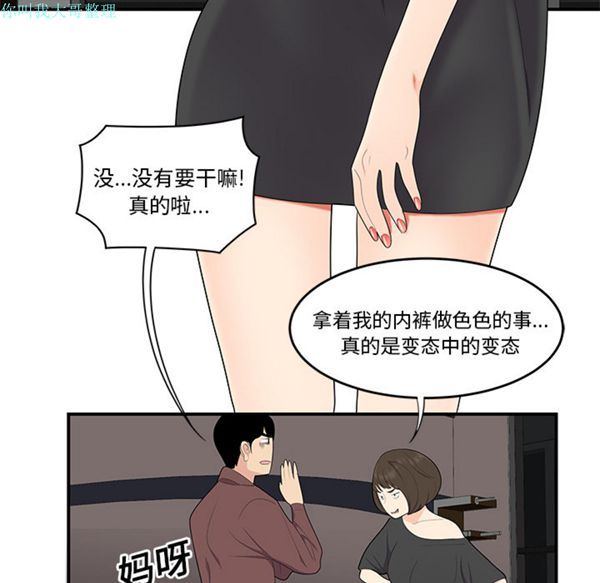 你叫我大哥整理
没...没有要干嘛!
真的啦...
拿着我的内裤做色色的事...
真的是变态中的变态
妈呀